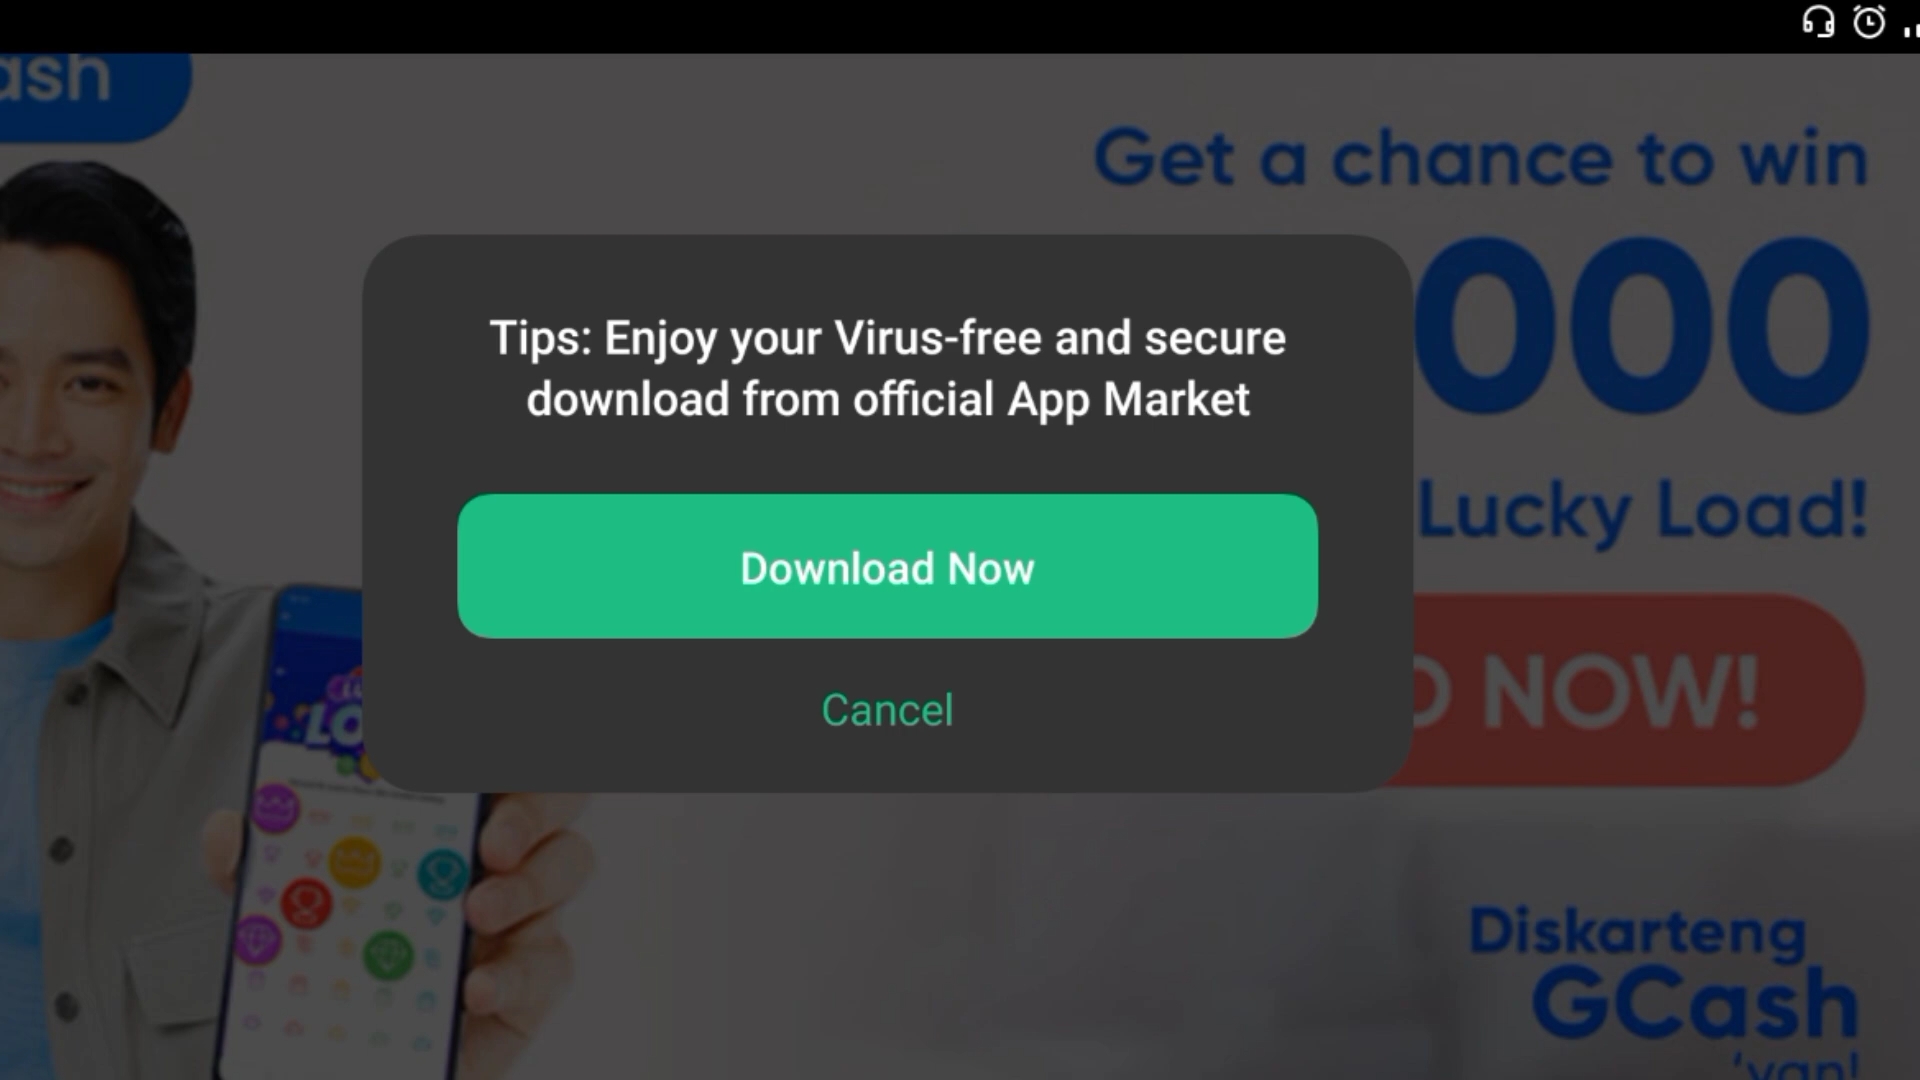 ash
Get a chance to win
000
Tips: Enjoy your Virus-free and secure
download from official App Market
Lucky Load!
Download Now
NOW!
Cancel
Diskarteng
GCash
'yan!